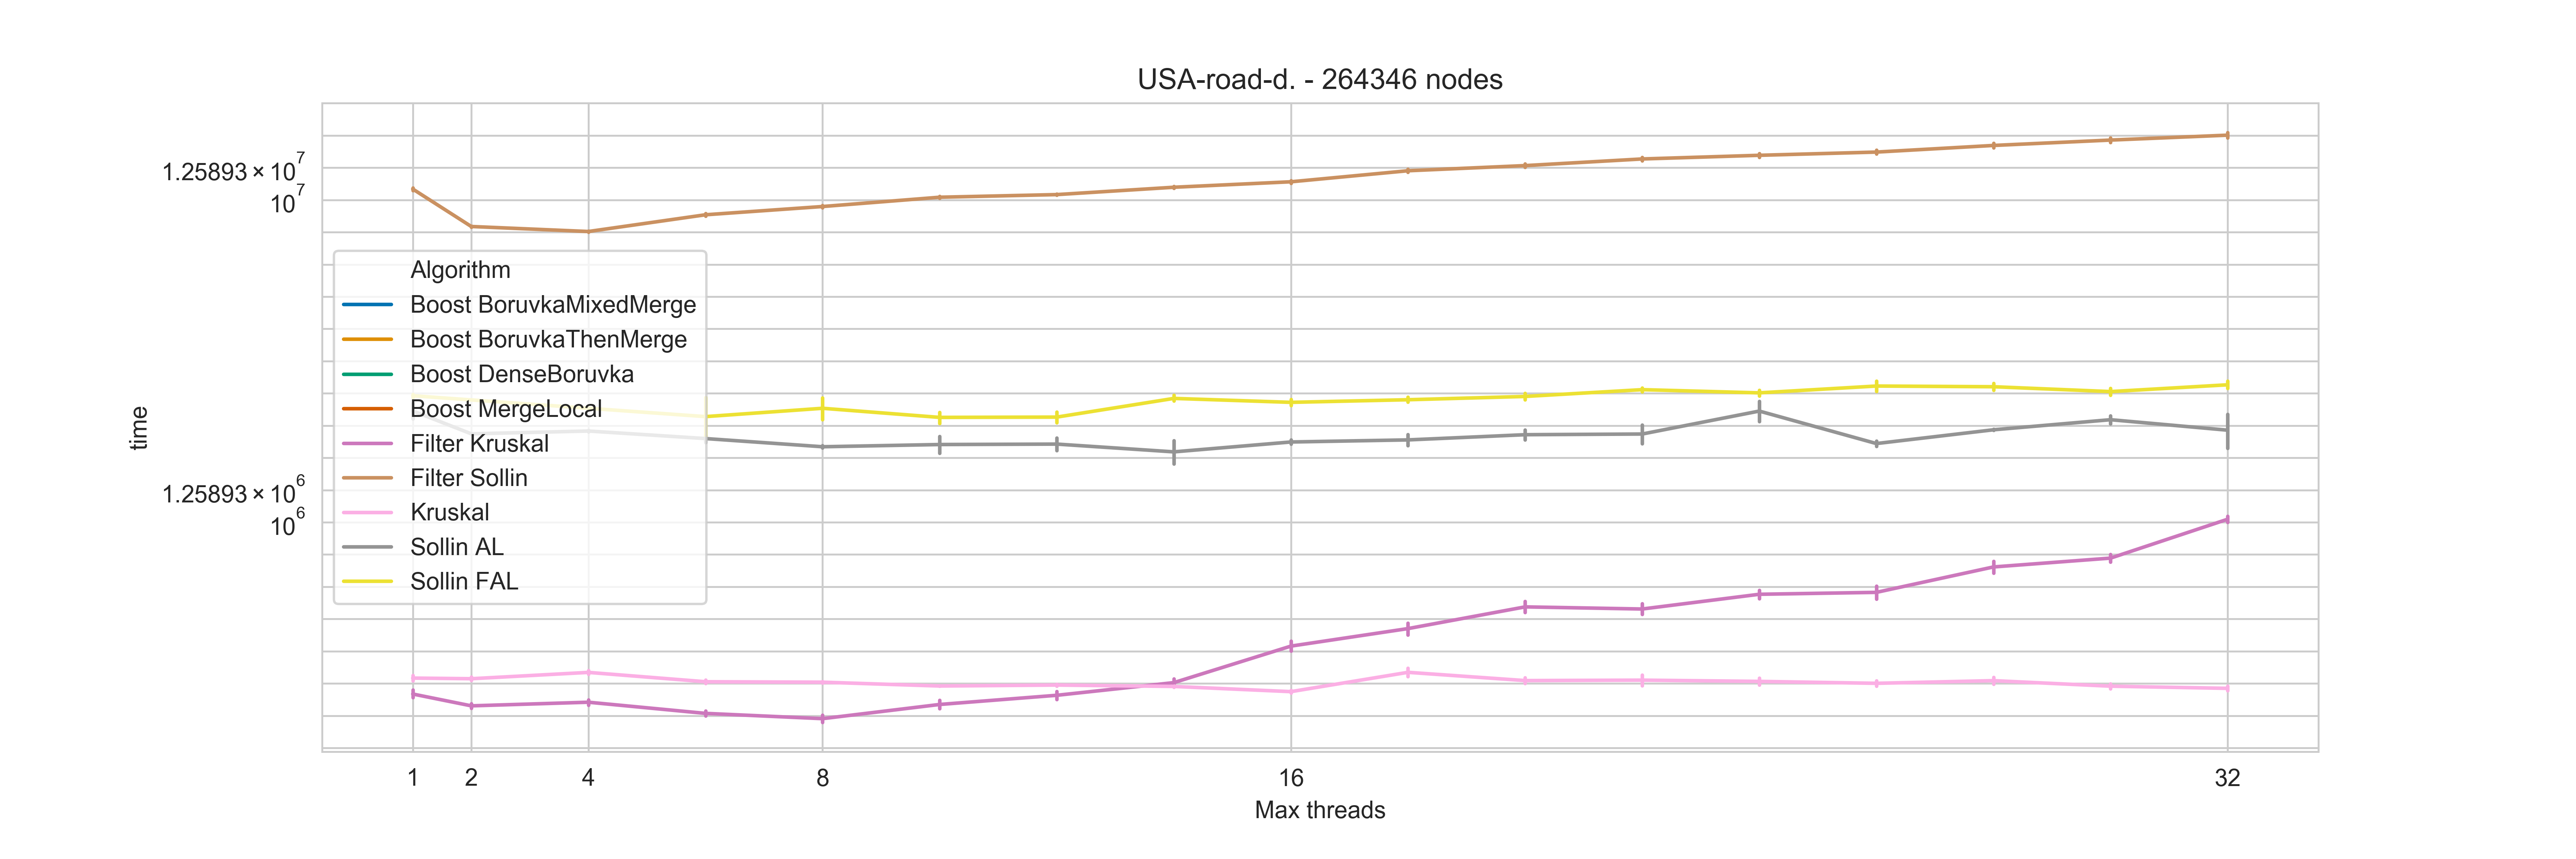 USA-road-d. - 264346 nodes
1.25893 × 10^7
10^7
time
1.25893 × 10^6
10^6
Algorithm
Boost BoruvkaMixedMerge
Boost BoruvkaThenMerge
Boost DenseBoruvka
Boost MergeLocal
Filter Kruskal
Filter Sollin
Kruskal
Sollin AL
Sollin FAL
1 2 4 8 16 32
Max threads